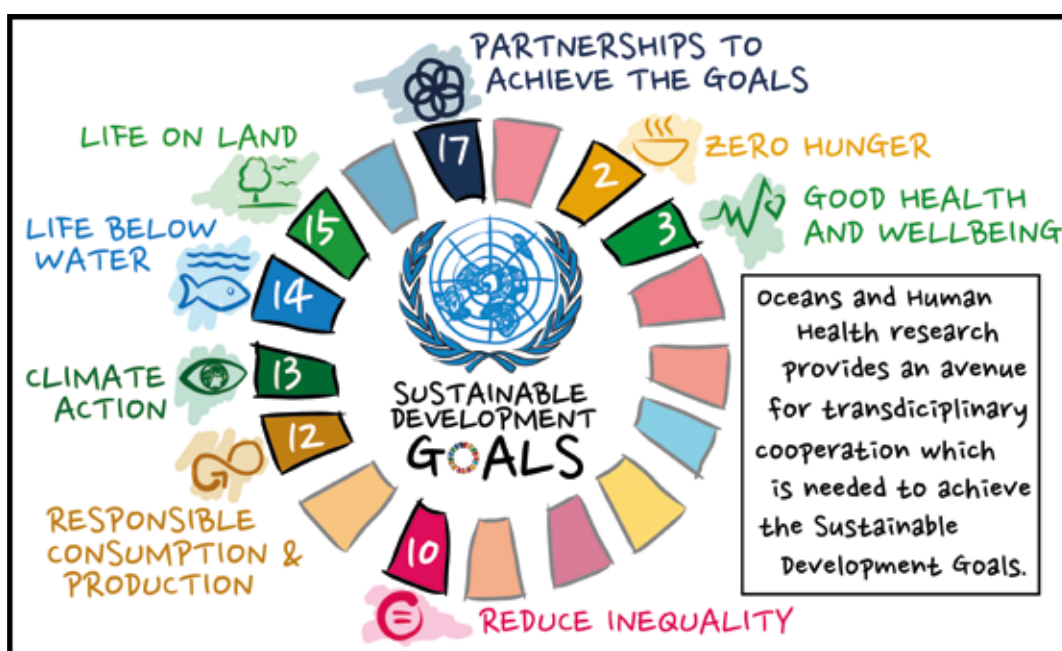 PARTNERSHIPS TO
ACHIEVE THE GOALS
17
2
ZERO HUNGER
3
GOOD HEALTH
AND WELLBEING
LIFE ON LAND
15
LIFE BELOW
WATER
14
CLIMATE
ACTION
13
12
RESPONSIBLE
CONSUMPTION &
PRODUCTION
10
REDUCE INEQUALITY
SUSTAINABLE
DEVELOPMENT
GOALS
Oceans and Human
Health research
provides an avenue
for transdiciplinary
cooperation which
is needed to achieve
the Sustainable
Development Goals.